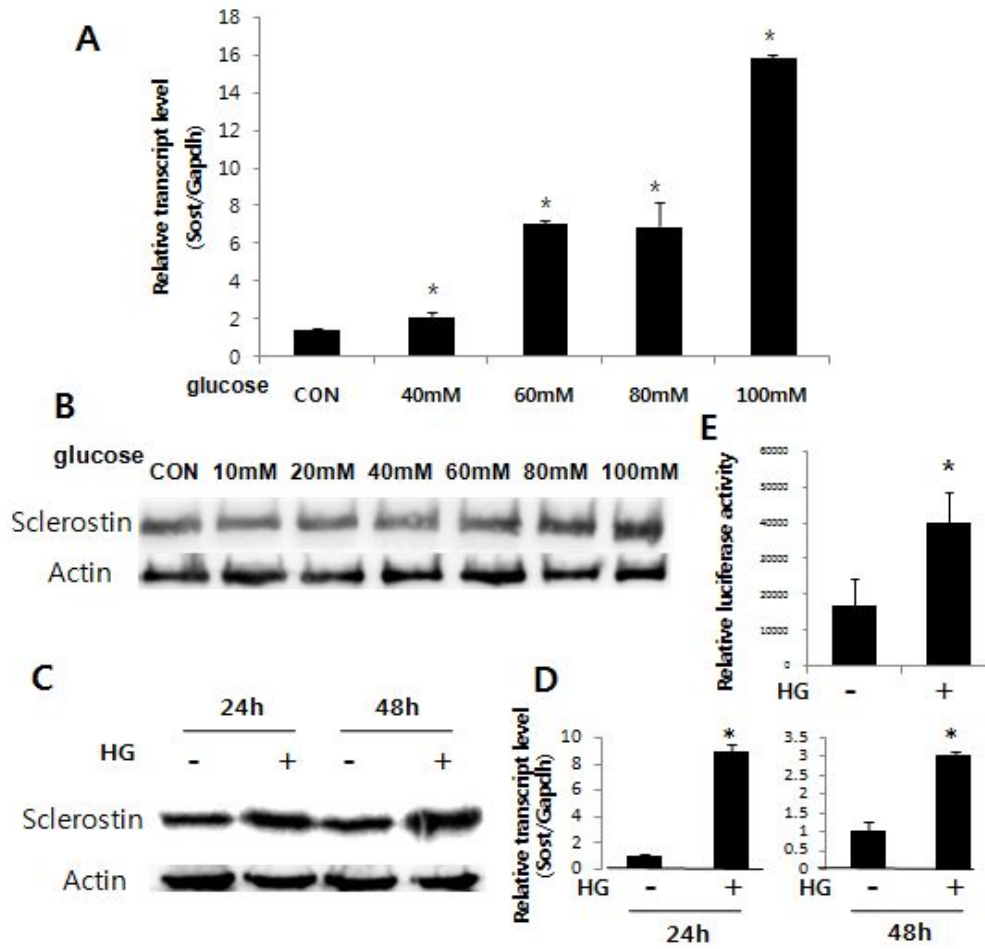 A
Relative transcript level
(Sost/Gapdh)
18
16
14
12
10
8
6
4
2
0
*
*
*
*
glucose CON 40mM 60mM 80mM 100mM
B
glucose CON 10mM 20mM 40mM 60mM 80mM 100mM
Sclerostin
Actin
E
Relative luciferase activity
60000
50000
40000
30000
20000
10000
0
*
HG - +
C
24h 48h
HG - + - +
Sclerostin
Actin
D
Relative transcript level
(Sost/Gapdh)
10
8
6
4
2
0
*
HG - +
24h
3.5
3
2.5
2
1.5
1
0.5
0
*
HG - +
48h